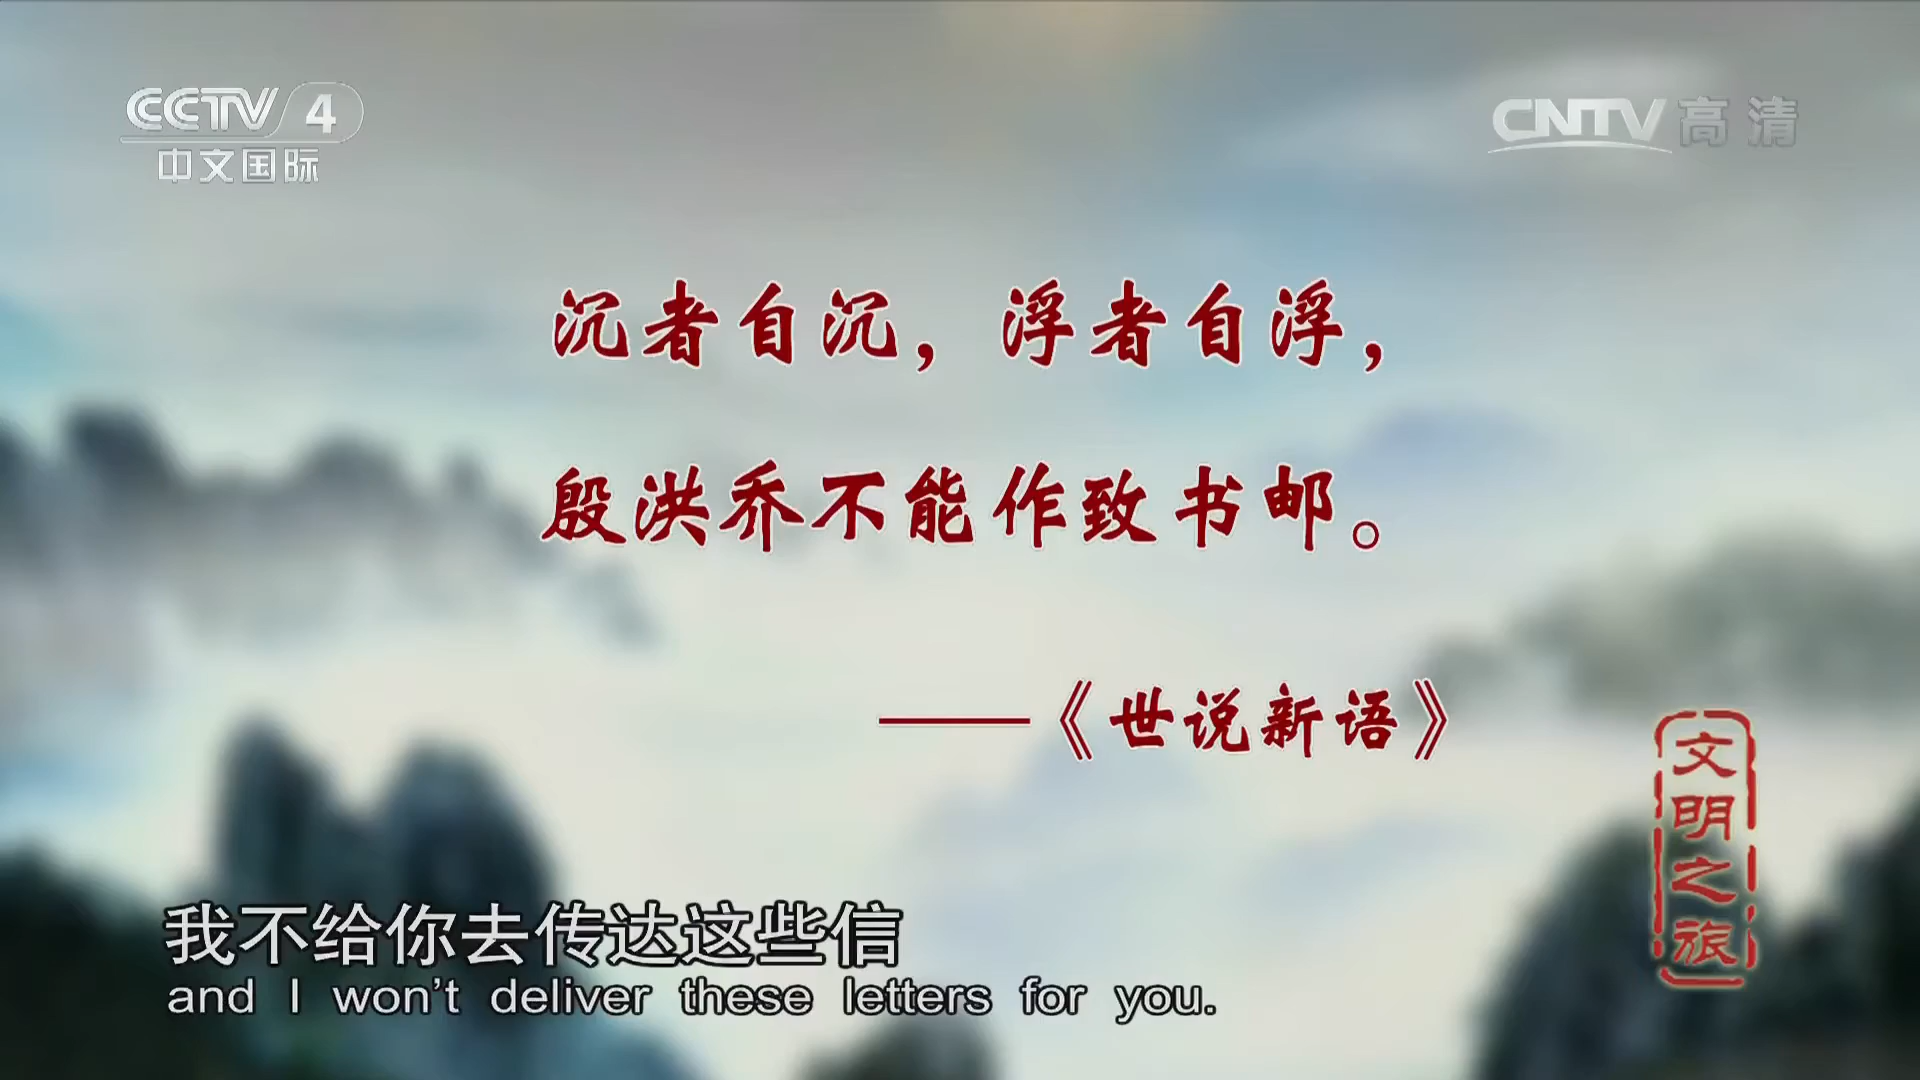 CCTV 4
中文国际
CNTV 高清
沉者自沉，浮者自浮，
殷洪乔不能作致书邮。
——《世说新语》
文明之旅
我不给你去传达这些信
and I won't deliver these letters for you.